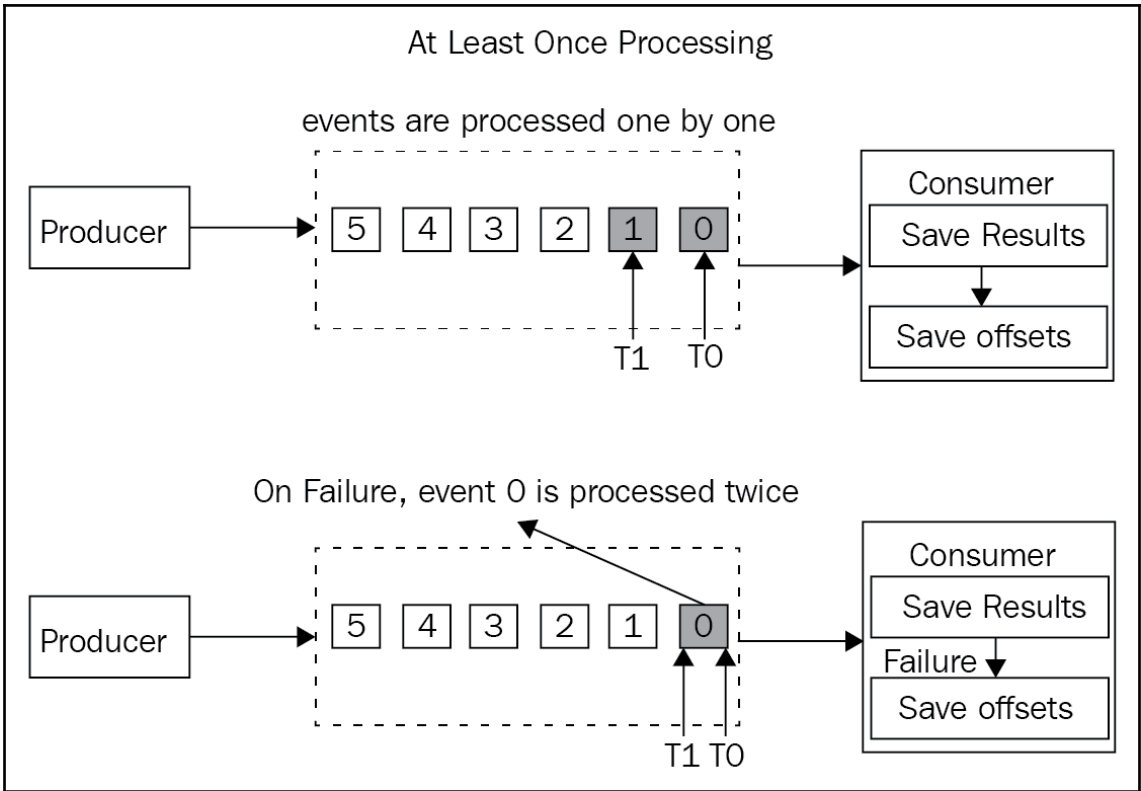 At Least Once Processing
events are processed one by one
Producer
5 4 3 2 1 0
T1 T0
Consumer
Save Results
Save offsets
On Failure, event 0 is processed twice
Producer
5 4 3 2 1 0
T1 T0
Consumer
Save Results
Failure
Save offsets